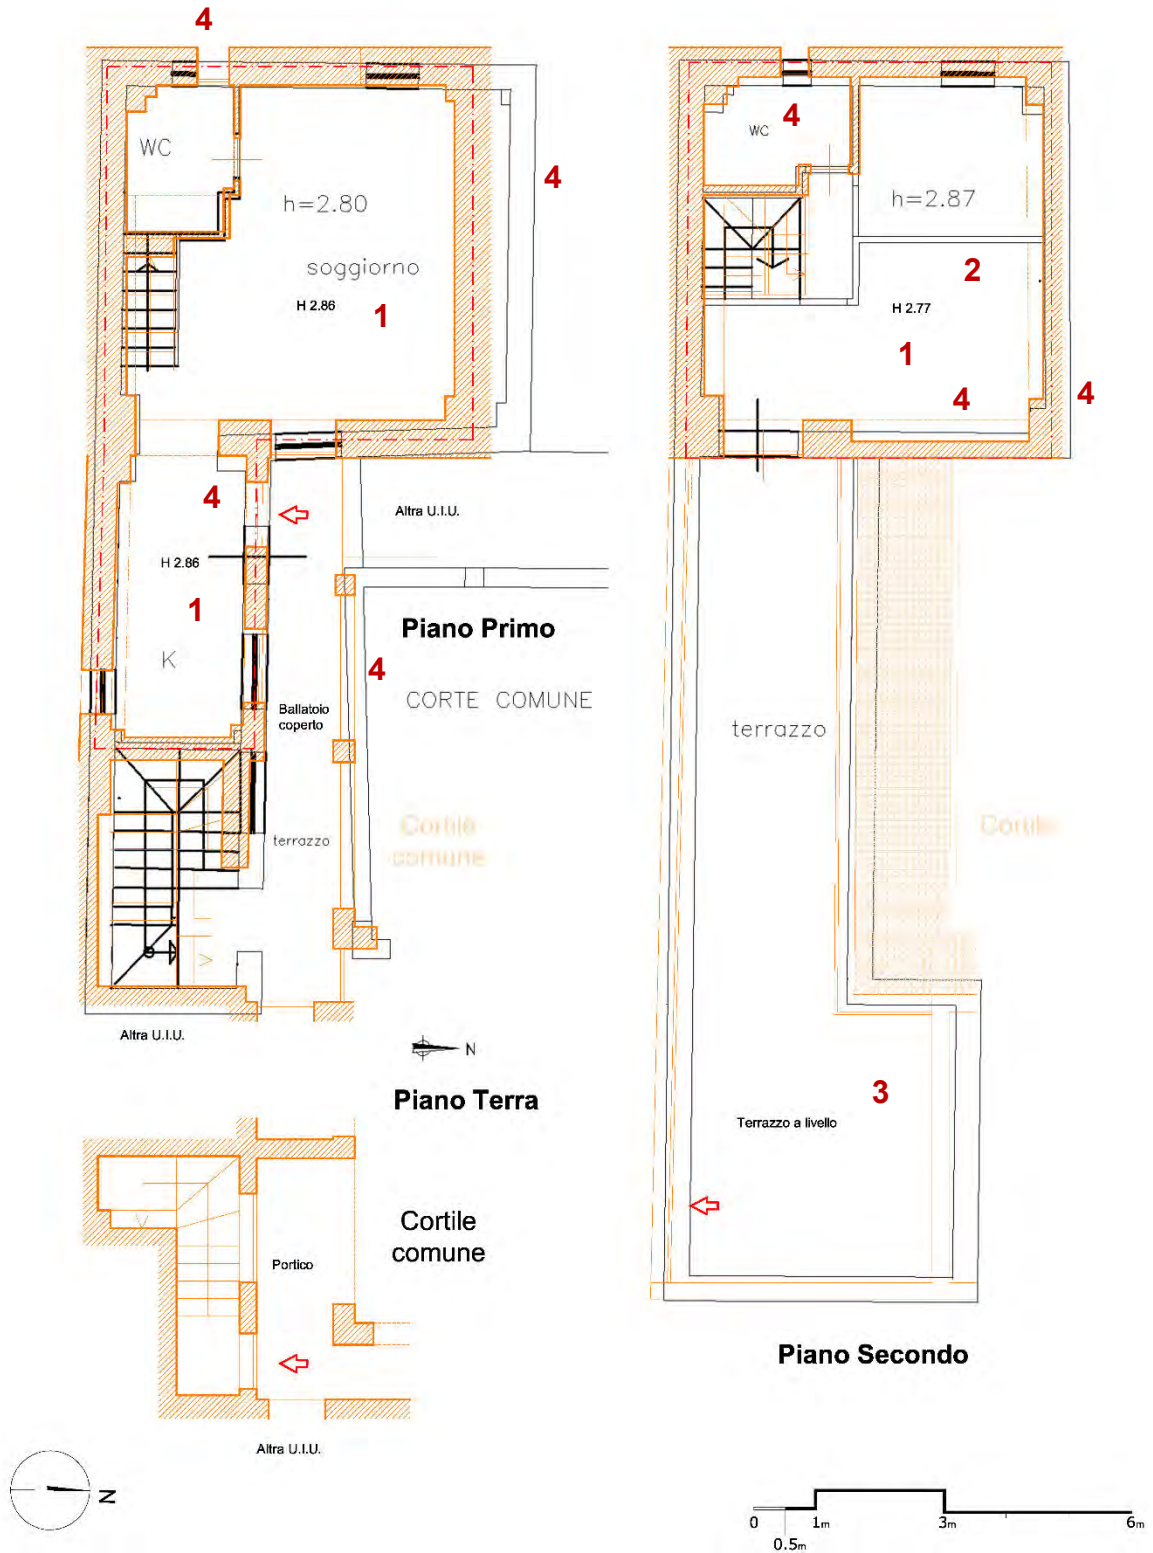 4
WC
h=2.80
soggiorno
H 2.86
1
4
4
H 2.86
1
K
Altra U.I.U.
Piano Primo
4
CORTE COMUNE
Ballatoio
coperto
terrazzo
Cortile
comune
Altra U.I.U.
N
WC
4
h=2.87
2
H 2.77
1
4
4
terrazzo
Cortile
3
Terrazzo a livello
Piano Secondo
Piano Terra
Cortile
comune
Portico
Altra U.I.U.
N
0
1m
3m
6m
0.5m